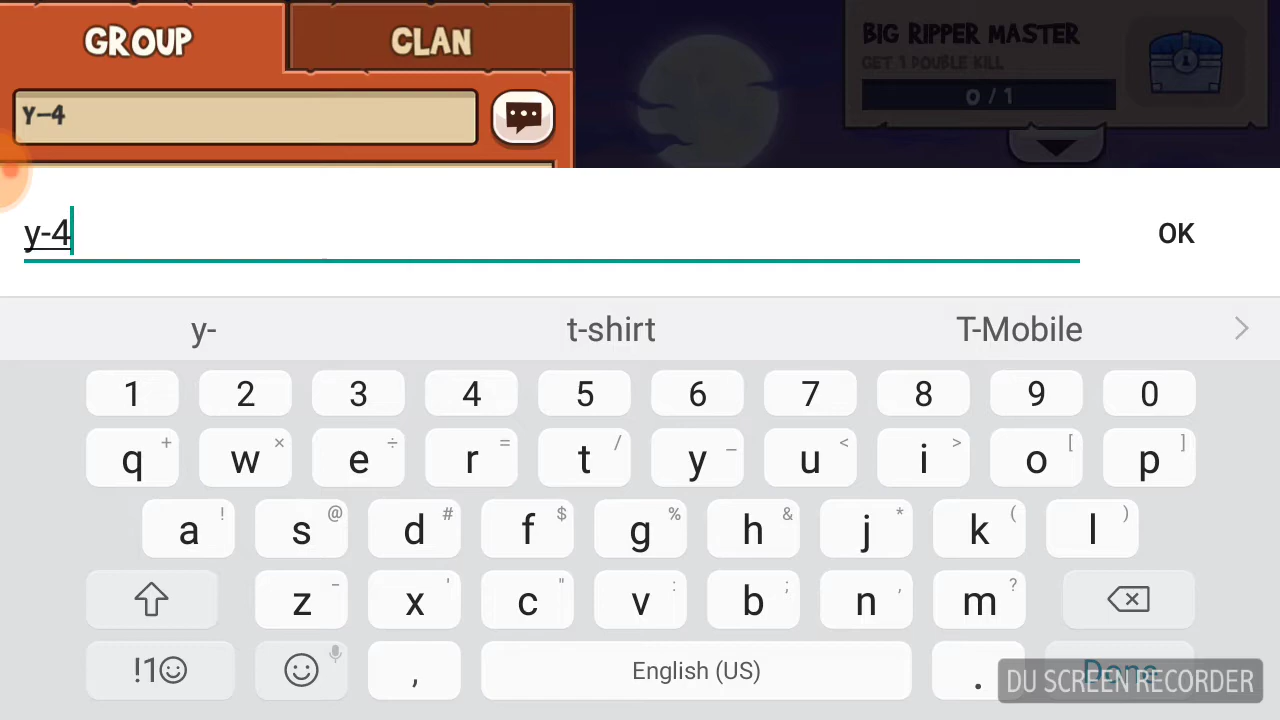 GROUP
CLAN
BIG RIPPER MASTER
GET 1 DOUBLE KILL
0 / 1
Y-4
y-4
OK
y-
t-shirt
T-Mobile
1 2 3 4 5 6 7 8 9 0
q + w × e ÷ r = t / y _ u < i > o [ p ]
a ! s @ d # f $ g % h & j * k ( l )
z - x ' c " v : b ; n , m ?
!1☺ , English (US) . Done
DU SCREEN RECORDER